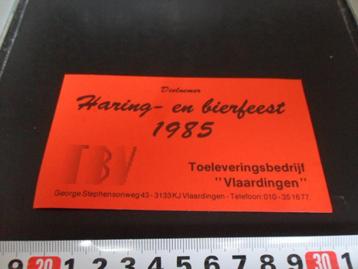 Deelnemer
Haring- en bierfeest
1985
TBV
Toeleveringsbedrijf
"Vlaardingen"
George Stephensonweg 43 - 3133 KJ Vlaardingen - Telefoon: 010 - 35 16 77
9 20 1 2 3 4 5 6 7 8 9 30 1